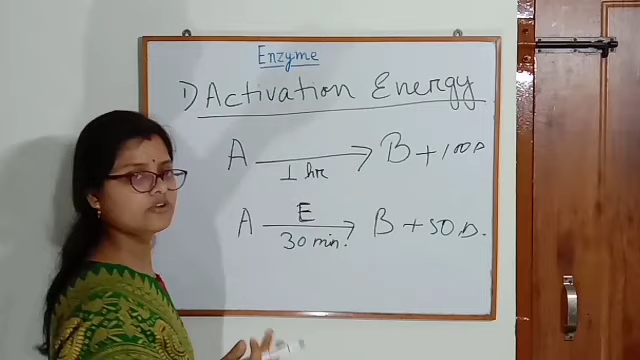 Enzyme
1) Activation Energy
A → B + 100 D
1 hr
E
A → B + 50 D.
30 min.